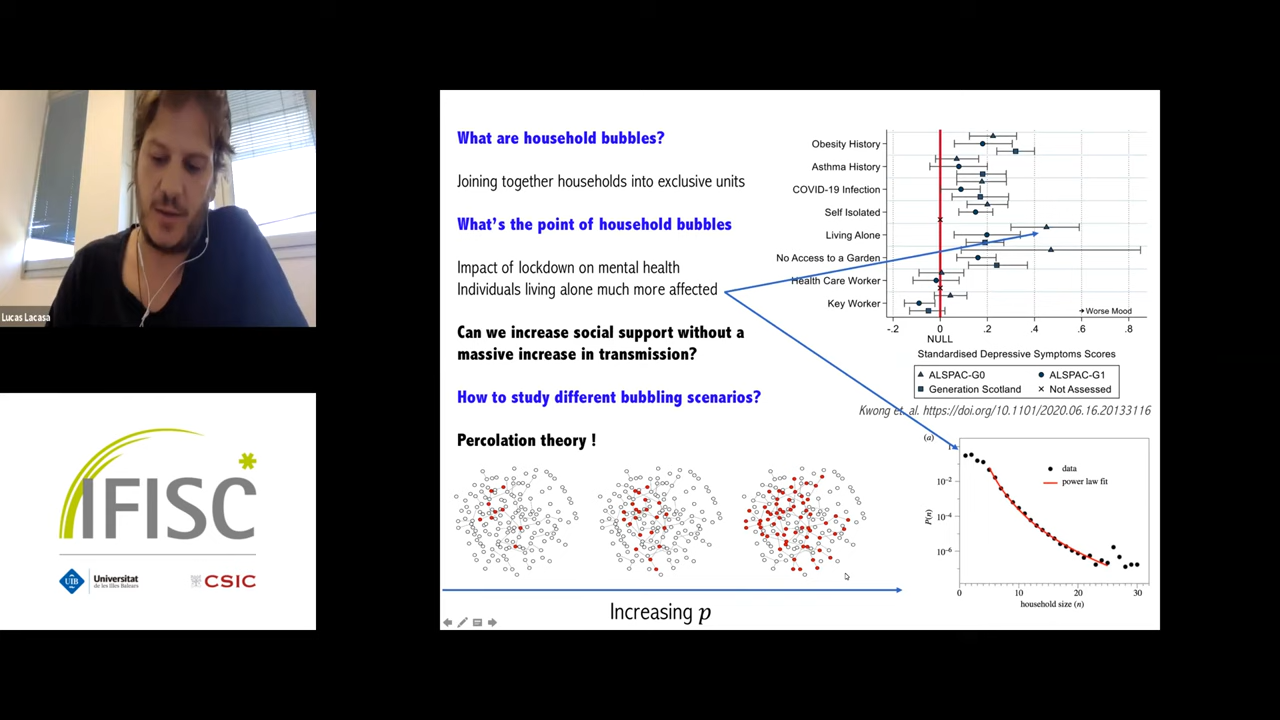 Lucas Lacasa
IFISC
Universitat
de les Illes Balears
UIB
CSIC
What are household bubbles?
Joining together households into exclusive units
What's the point of household bubbles
Impact of lockdown on mental health
Individuals living alone much more affected
Can we increase social support without a
massive increase in transmission?
How to study different bubbling scenarios?
Percolation theory !
Increasing p
Obesity History
Asthma History
COVID-19 Infection
Self Isolated
Living Alone
No Access to a Garden
Health Care Worker
Key Worker
Worse Mood
-.2 0 .2 .4 .6 .8
NULL
Standardised Depressive Symptoms Scores
ALSPAC-G0 ALSPAC-G1
Generation Scotland Not Assessed
Kwong et. al. https://doi.org/10.1101/2020.06.16.20133116
(a)
1
data
10-2
power law fit
P(n)
10-4
10-6
0 10 20 30
household size (n)